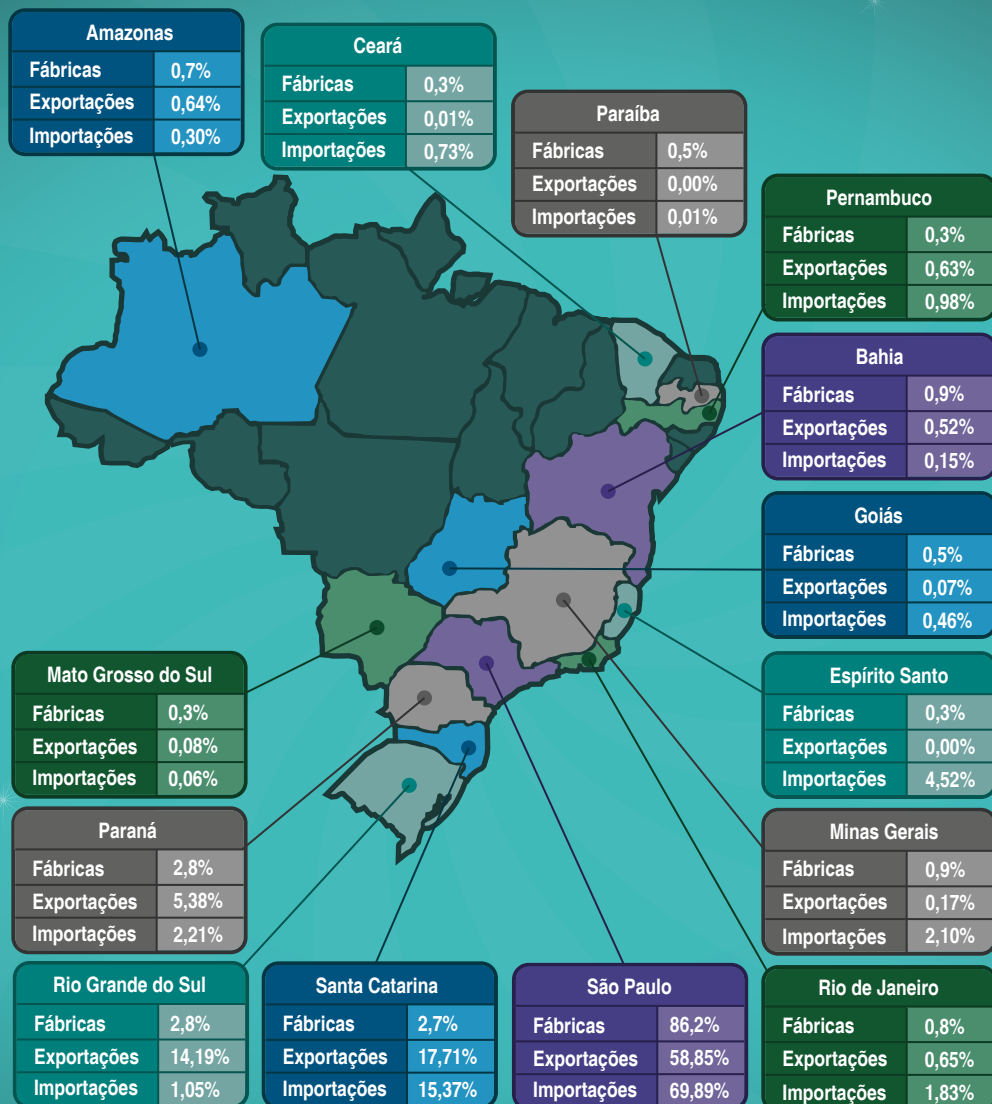 Amazonas
Fábricas 0,7%
Exportações 0,64%
Importações 0,30%
Ceará
Fábricas 0,3%
Exportações 0,01%
Importações 0,73%
Paraíba
Fábricas 0,5%
Exportações 0,00%
Importações 0,01%
Pernambuco
Fábricas 0,3%
Exportações 0,63%
Importações 0,98%
Bahia
Fábricas 0,9%
Exportações 0,52%
Importações 0,15%
Goiás
Fábricas 0,5%
Exportações 0,07%
Importações 0,46%
Mato Grosso do Sul
Fábricas 0,3%
Exportações 0,08%
Importações 0,06%
Espírito Santo
Fábricas 0,3%
Exportações 0,00%
Importações 4,52%
Paraná
Fábricas 2,8%
Exportações 5,38%
Importações 2,21%
Minas Gerais
Fábricas 0,9%
Exportações 0,17%
Importações 2,10%
Rio Grande do Sul
Fábricas 2,8%
Exportações 14,19%
Importações 1,05%
Santa Catarina
Fábricas 2,7%
Exportações 17,71%
Importações 15,37%
São Paulo
Fábricas 86,2%
Exportações 58,85%
Importações 69,89%
Rio de Janeiro
Fábricas 0,8%
Exportações 0,65%
Importações 1,83%